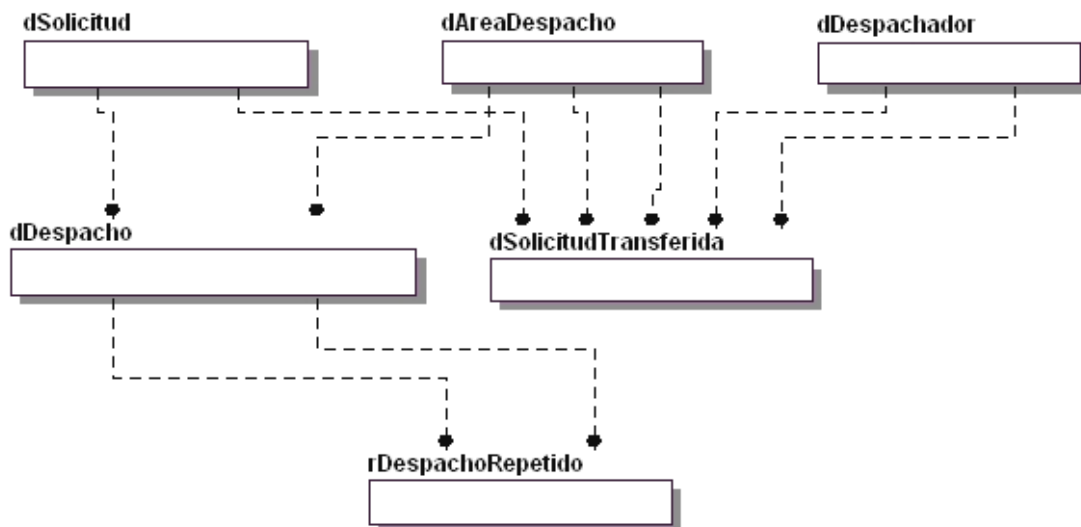 dSolicitud
dAreaDespacho
dDespachador
dDespacho
dSolicitudTransferida
rDespachoRepetido